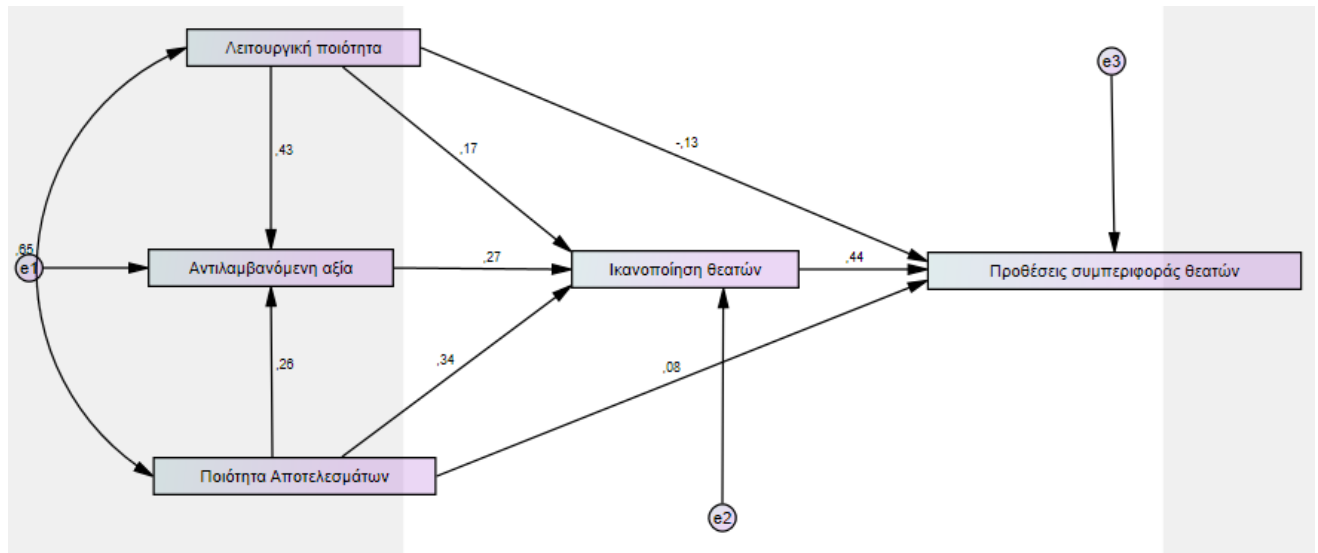 Λειτουργική ποιότητα
e3
,43
,17
-,13
,65
e1
Αντιλαμβανόμενη αξία
,27
Ικανοποίηση θεατών
,44
Προθέσεις συμπεριφοράς θεατών
,26
,34
,08
Ποιότητα Αποτελεσμάτων
e2